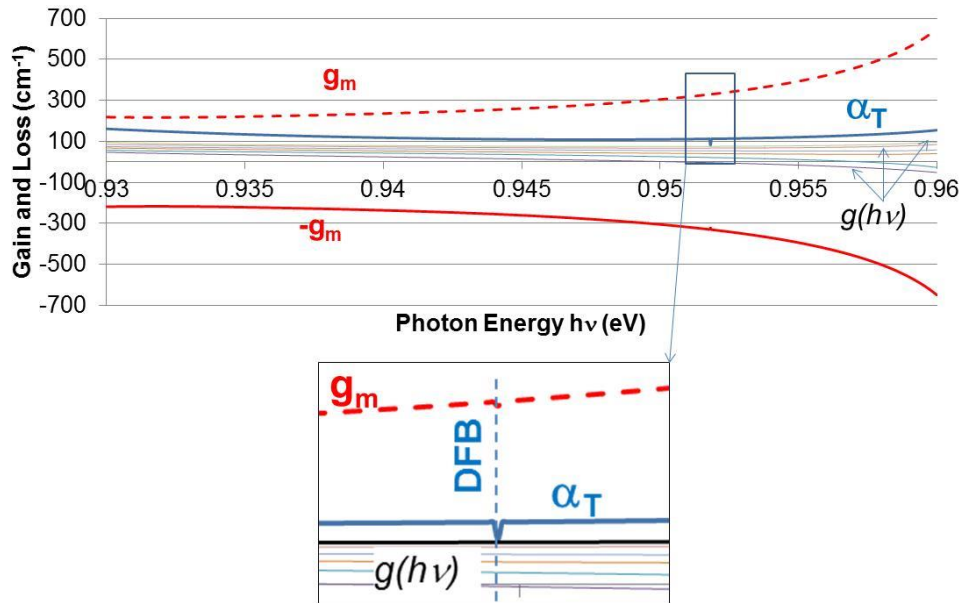 Gain and Loss (cm⁻¹)
700
500
300
100
-100
-300
-500
-700
g_m
α_T
0.93 0.935 0.94 0.945 0.95 0.955 0.96
g(hν)
-g_m
Photon Energy hν (eV)
g_m
DFB
α_T
g(hν)